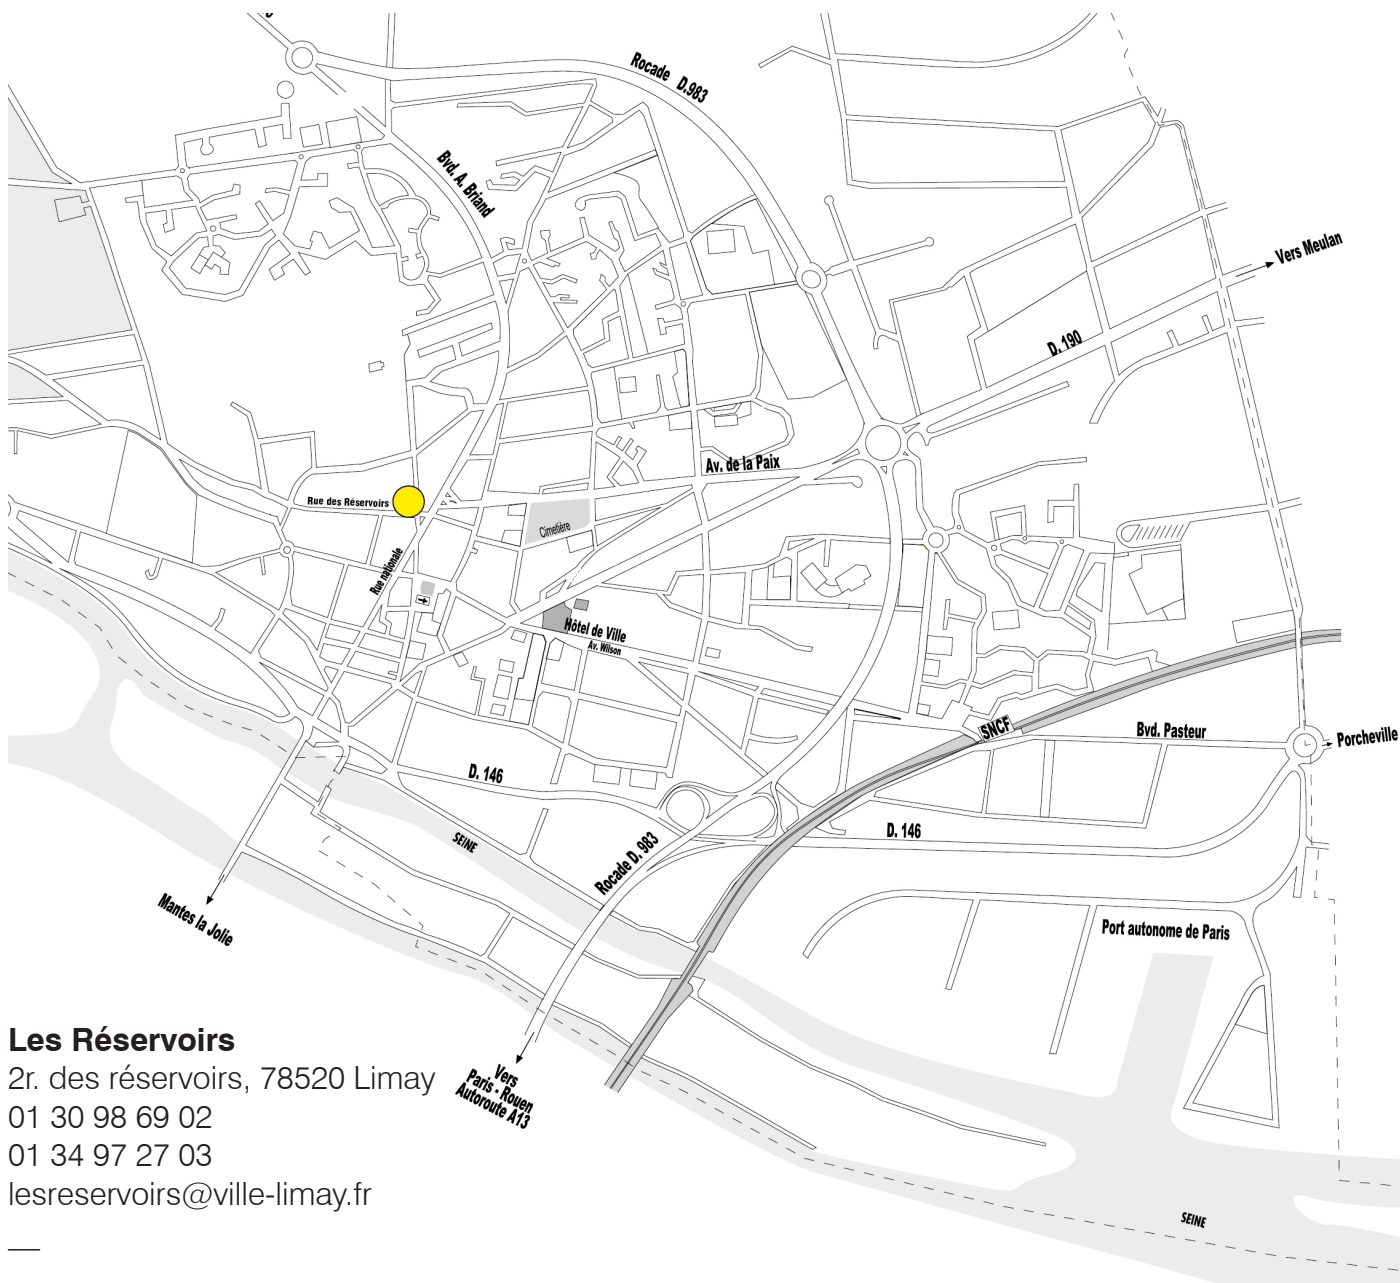 Rocade D.983
Bvd. A. Briand
Vers Meulan
D. 190
Av. de la Paix
Rue des Réservoirs
Cimetière
Rue nationale
Hôtel de Ville
Av. Wilson
SNCF
Bvd. Pasteur
Porcheville
D. 146
D. 146
SEINE
Rocade D. 983
Mantes la Jolie
Port autonome de Paris
Vers
Paris - Rouen
Autoroute A13
Les Réservoirs
2r. des réservoirs, 78520 Limay
01 30 98 69 02
01 34 97 27 03
lesreservoirs@ville-limay.fr
SEINE